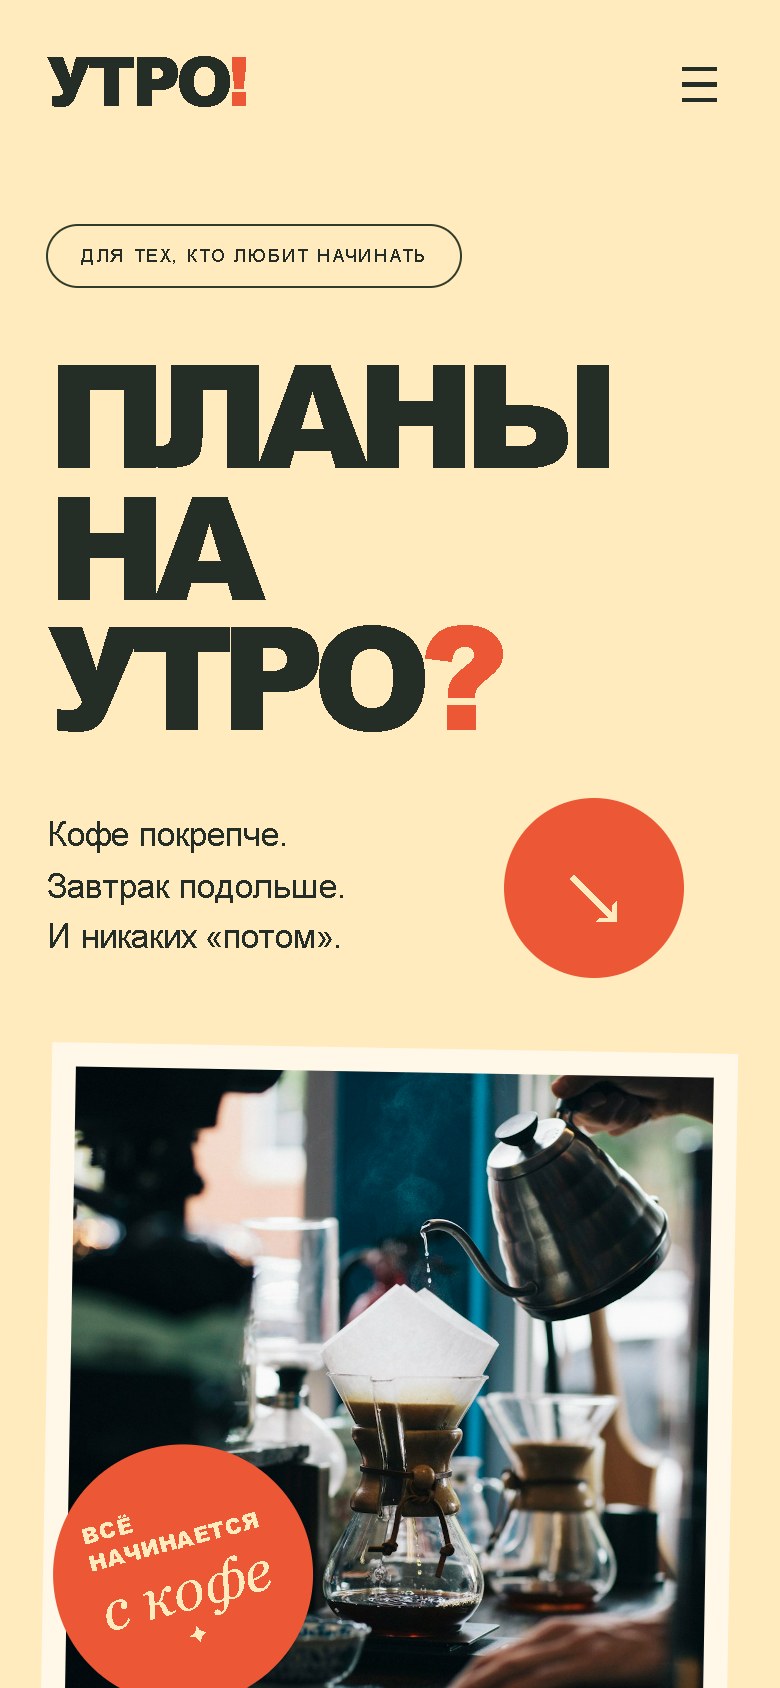 УТРО!
ДЛЯ ТЕХ, КТО ЛЮБИТ НАЧИНАТЬ
ПЛАНЫ
НА
УТРО?
Кофе покрепче.
Завтрак подольше.
И никаких «потом».
ВСЁ
НАЧИНАЕТСЯ
с кофе